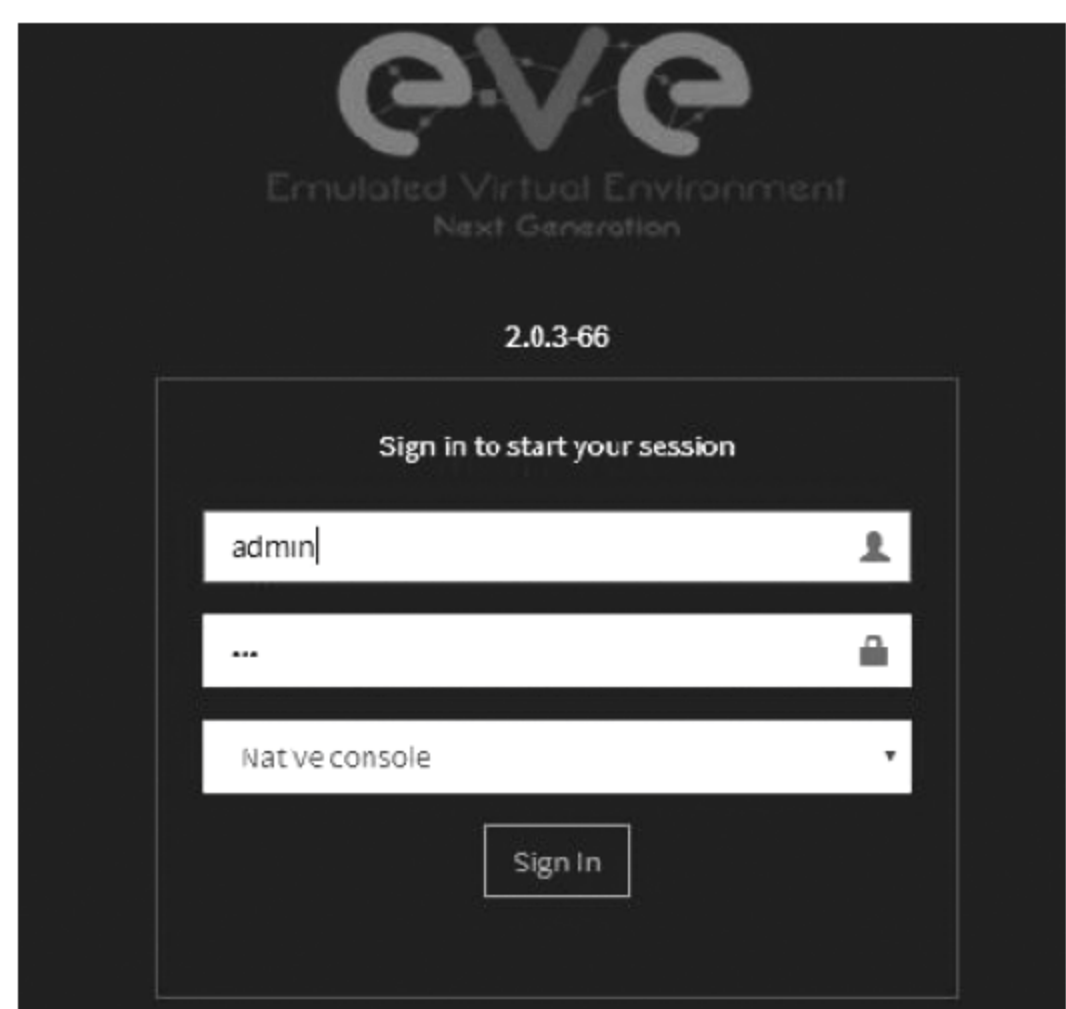 eve
Emulated Virtual Environment
Next Generation
2.0.3-66
Sign in to start your session
admin
•••
Native console
Sign In